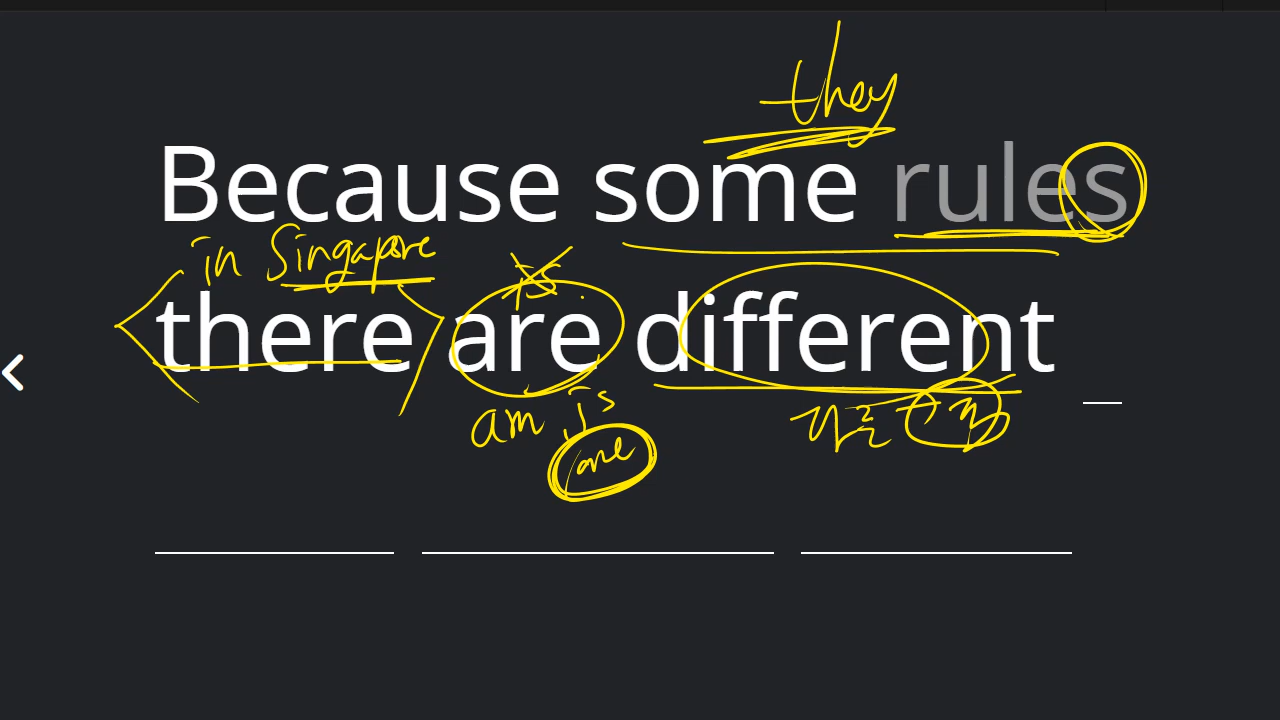 they
Because some rules
in Singapore
is
there are different
am is
are
다른